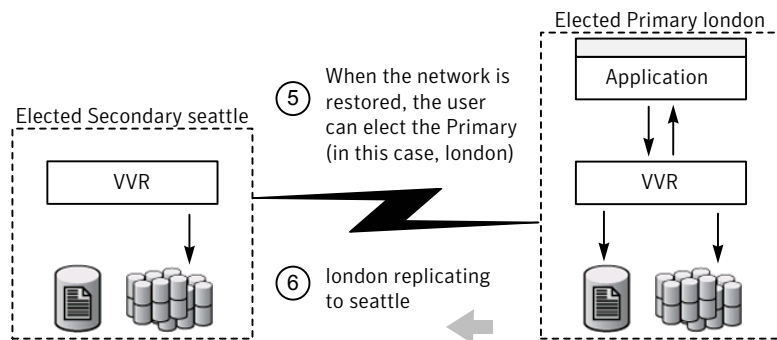 Elected Primary london
Application
VVR
5
When the network is
restored, the user
can elect the Primary
(in this case, london)
Elected Secondary seattle
VVR
6
london replicating
to seattle